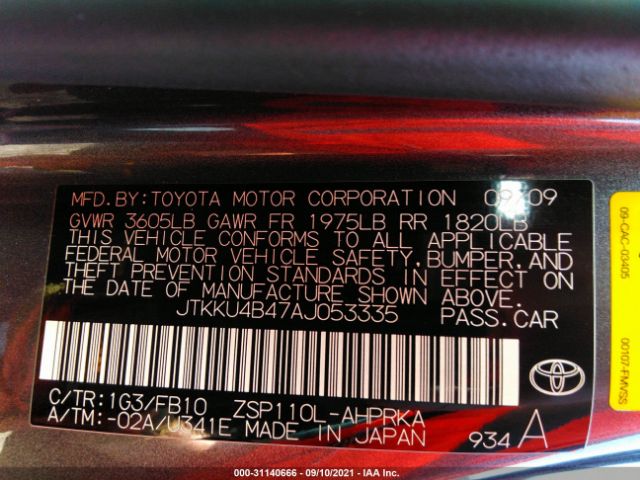 MFD.BY:TOYOTA MOTOR CORPORATION 09/09
GVWR 3605LB GAWR FR 1975LB RR 1820LB
THIS VEHICLE CONFORMS TO ALL APPLICABLE
FEDERAL MOTOR VEHICLE SAFETY,BUMPER,AND
THEFT PREVENTION STANDARDS IN EFFECT ON
THE DATE OF MANUFACTURE SHOWN ABOVE.
JTKKU4B47AJ053335 PASS.CAR
C/TR:1G3/FB10 ZSP110L-AHPRKA
A/TM:-02A/U341E MADE IN JAPAN 934 A
09-CAC-03405
00107-FMVSS
000-31140666 - 09/10/2021 - IAA Inc.